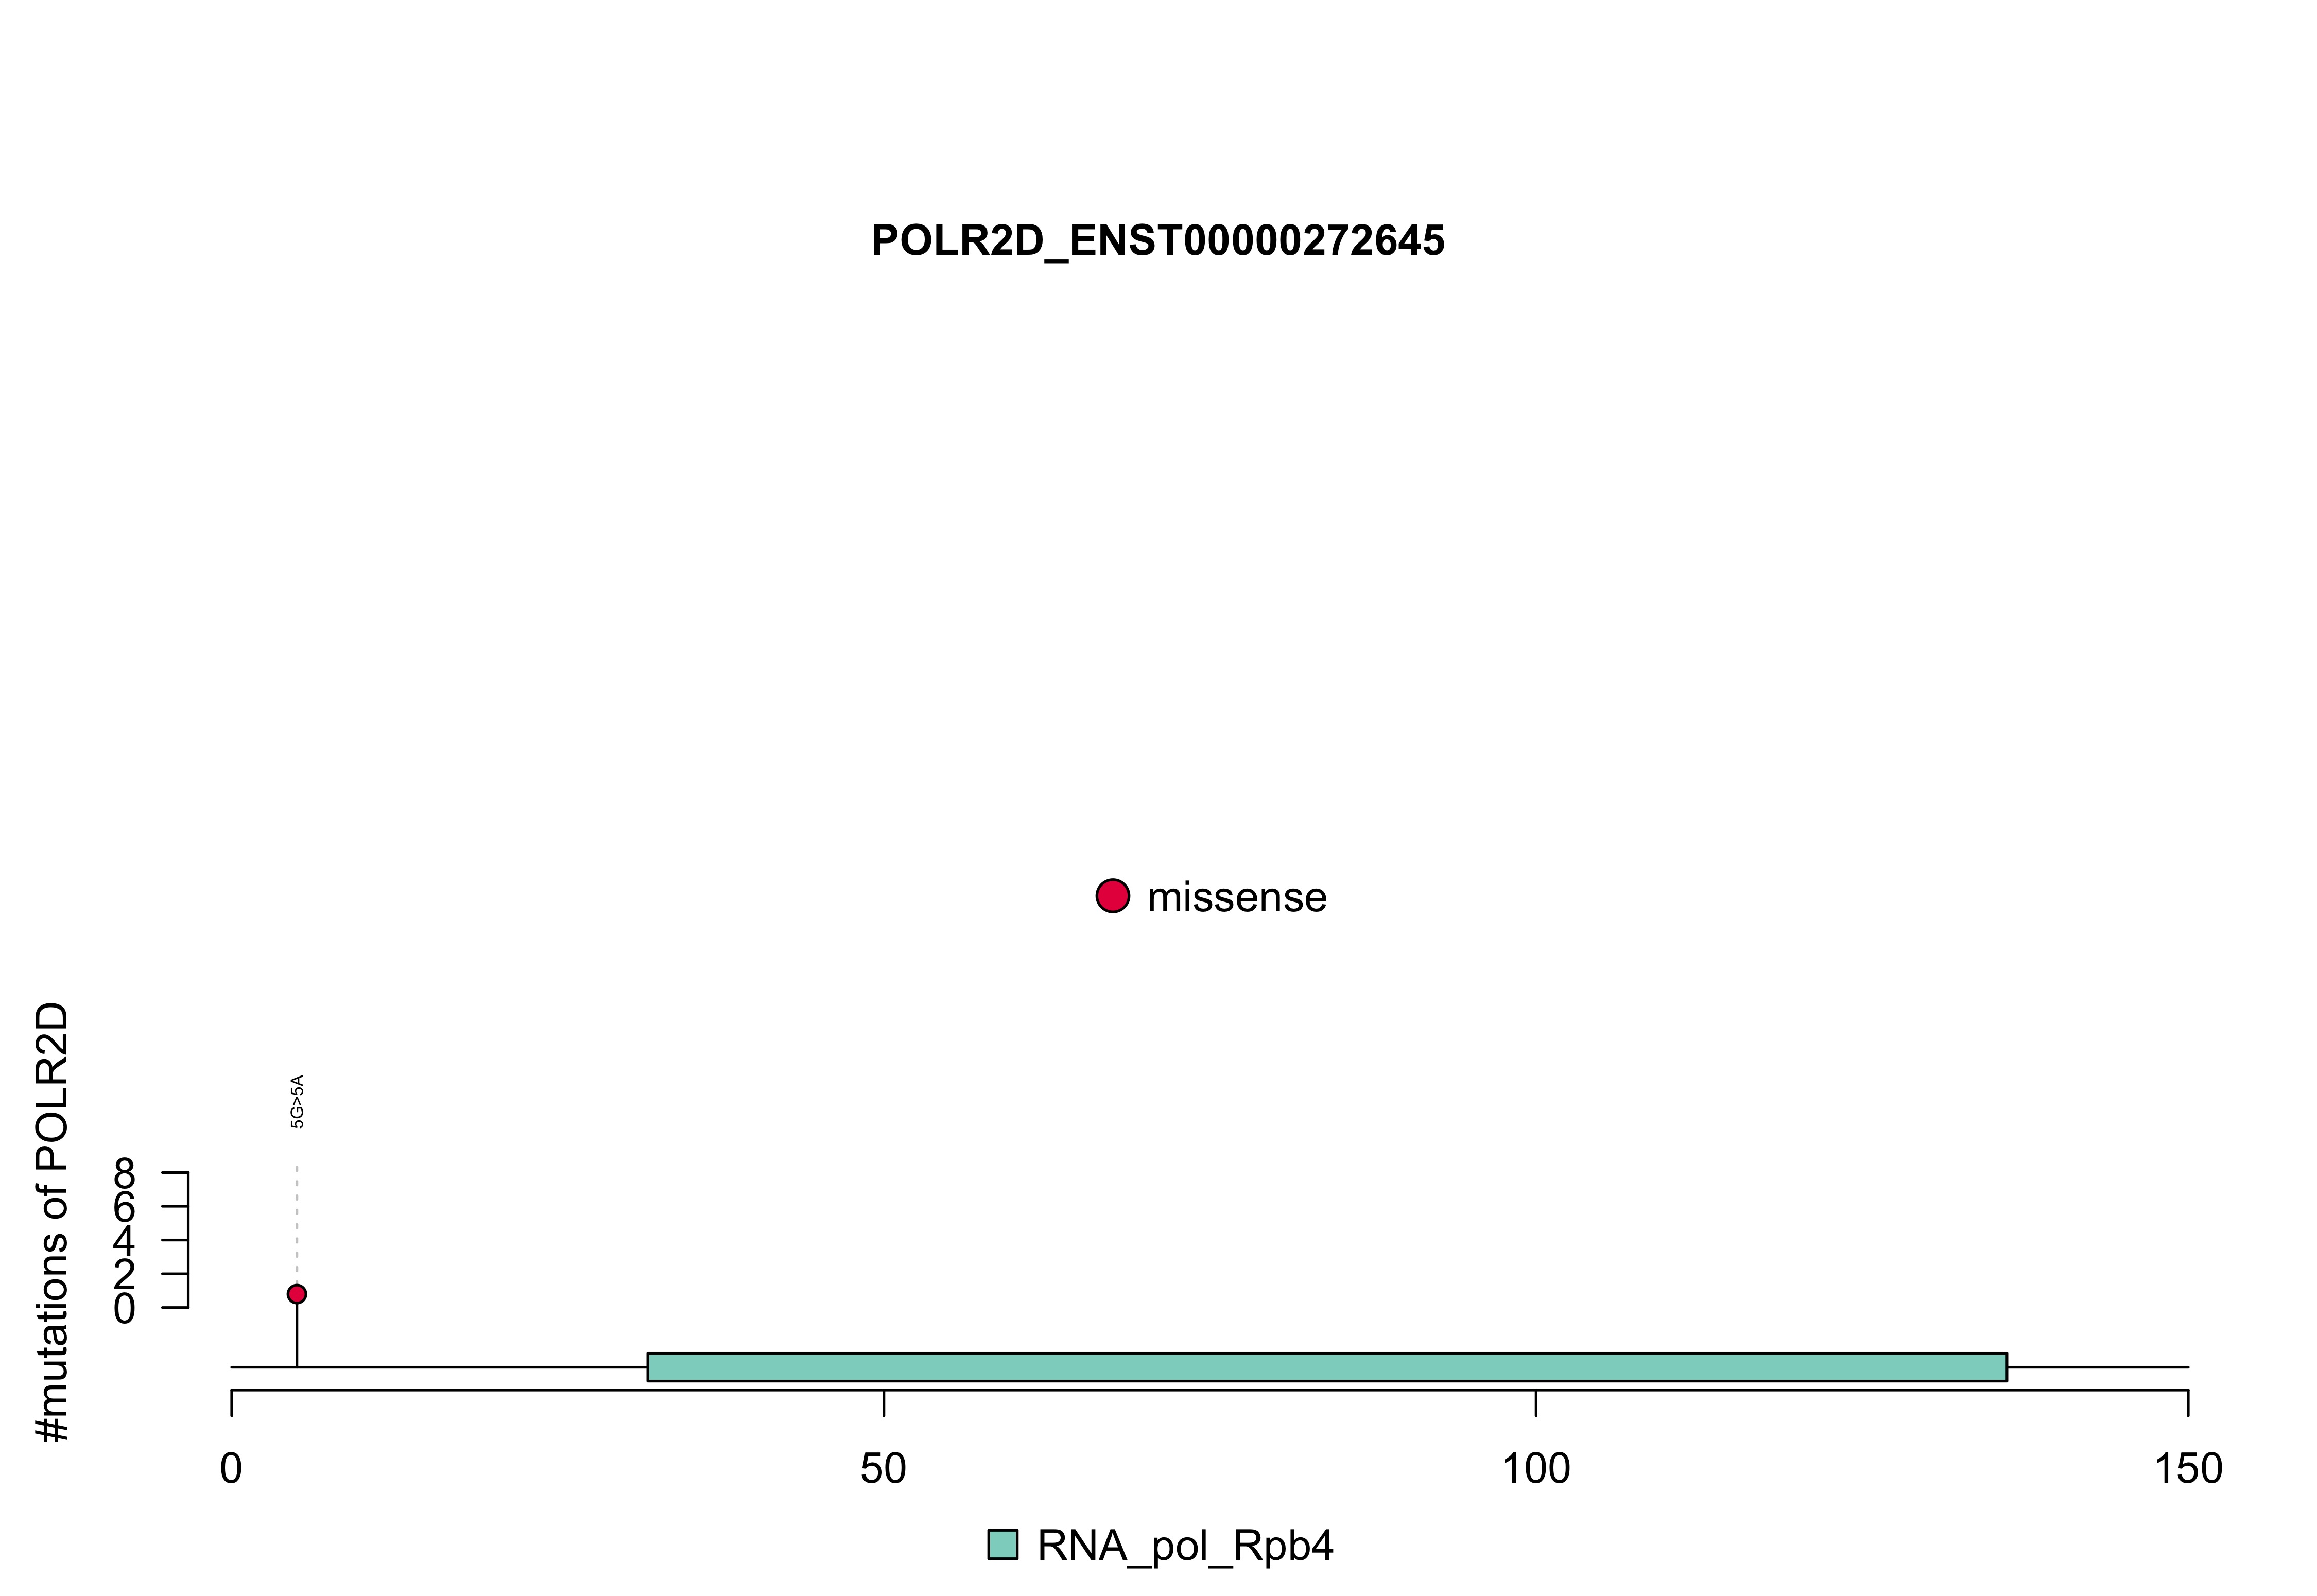 POLR2D_ENST00000272645
missense
#mutations of POLR2D
5G>5A
8
6
4
2
0
0 50 100 150
RNA_pol_Rpb4